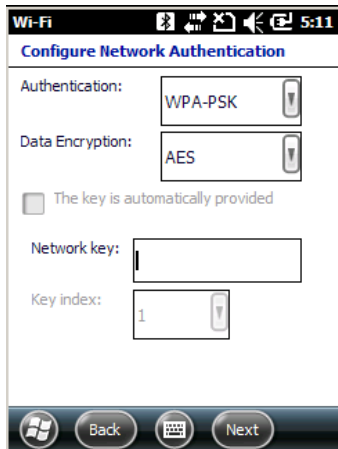 Wi-Fi 5:11
Configure Network Authentication
Authentication: WPA-PSK
Data Encryption: AES
The key is automatically provided
Network key:
Key index: 1
Back Next